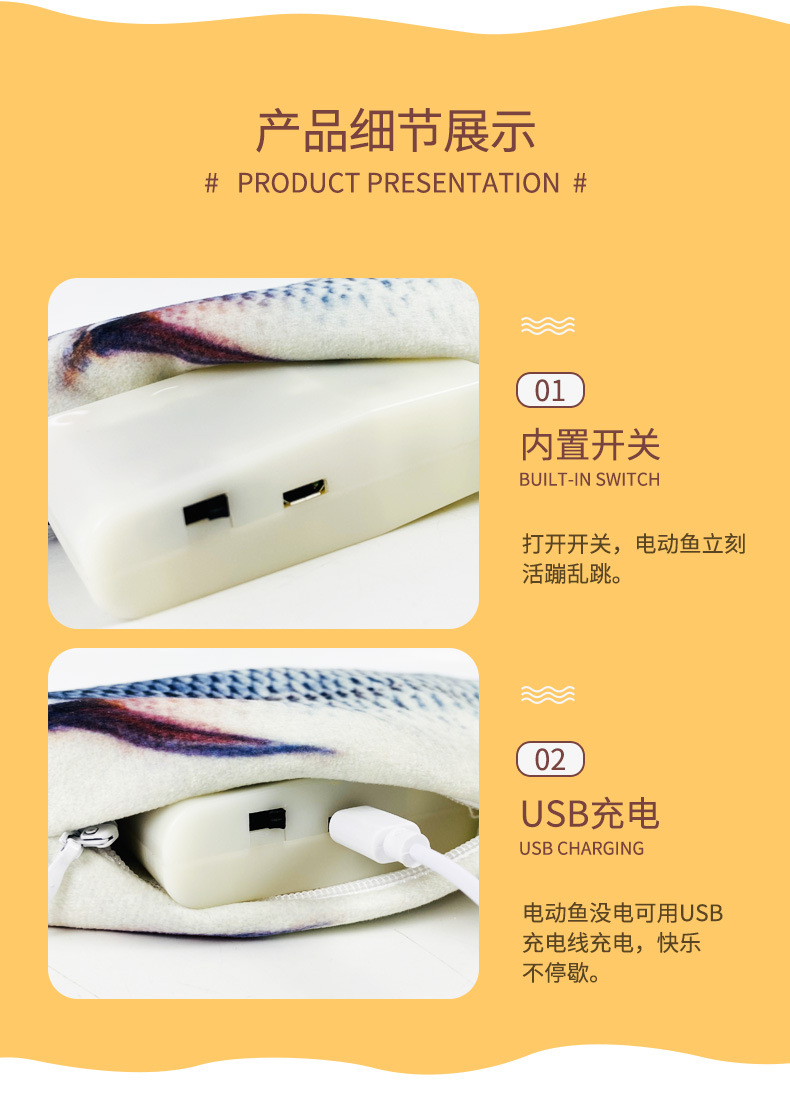 产品细节展示
# PRODUCT PRESENTATION #
01
内置开关
BUILT-IN SWITCH
打开开关，电动鱼立刻
活蹦乱跳。
02
USB充电
USB CHARGING
电动鱼没电可用USB
充电线充电，快乐
不停歇。